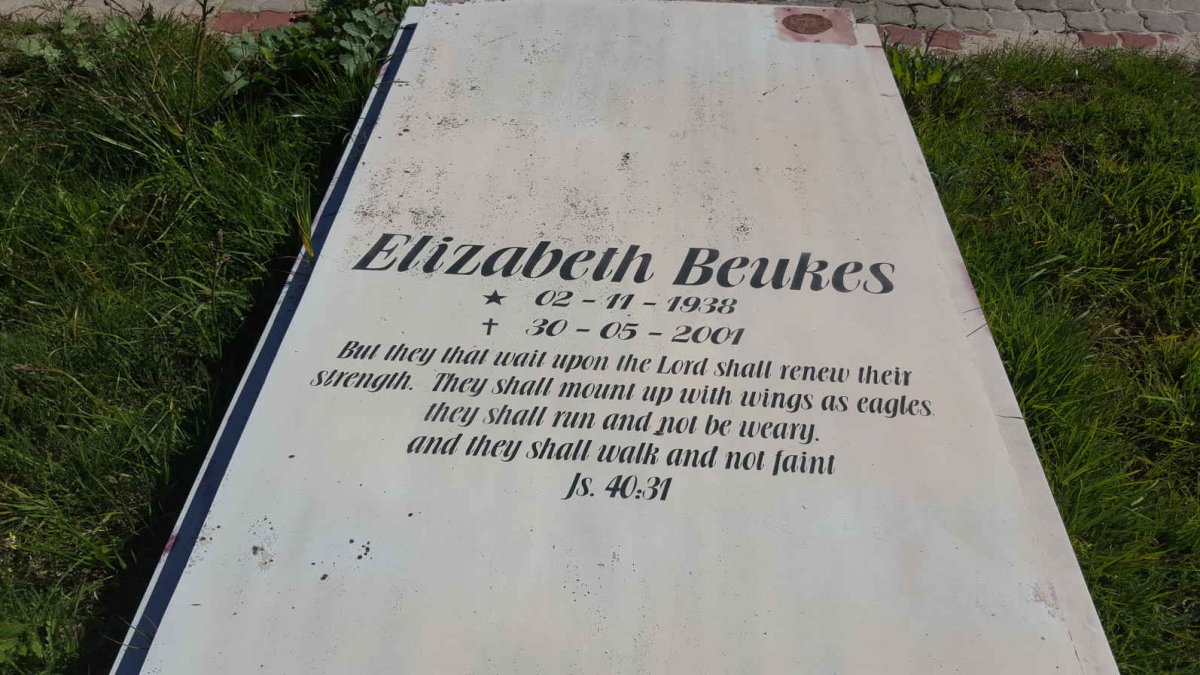 Elizabeth Beukes
★ 02 - 11 - 1938
✝ 30 - 05 - 2001
But they that wait upon the Lord shall renew their
strength. They shall mount up with wings as eagles.
they shall run and not be weary.
and they shall walk and not faint
Js. 40:31